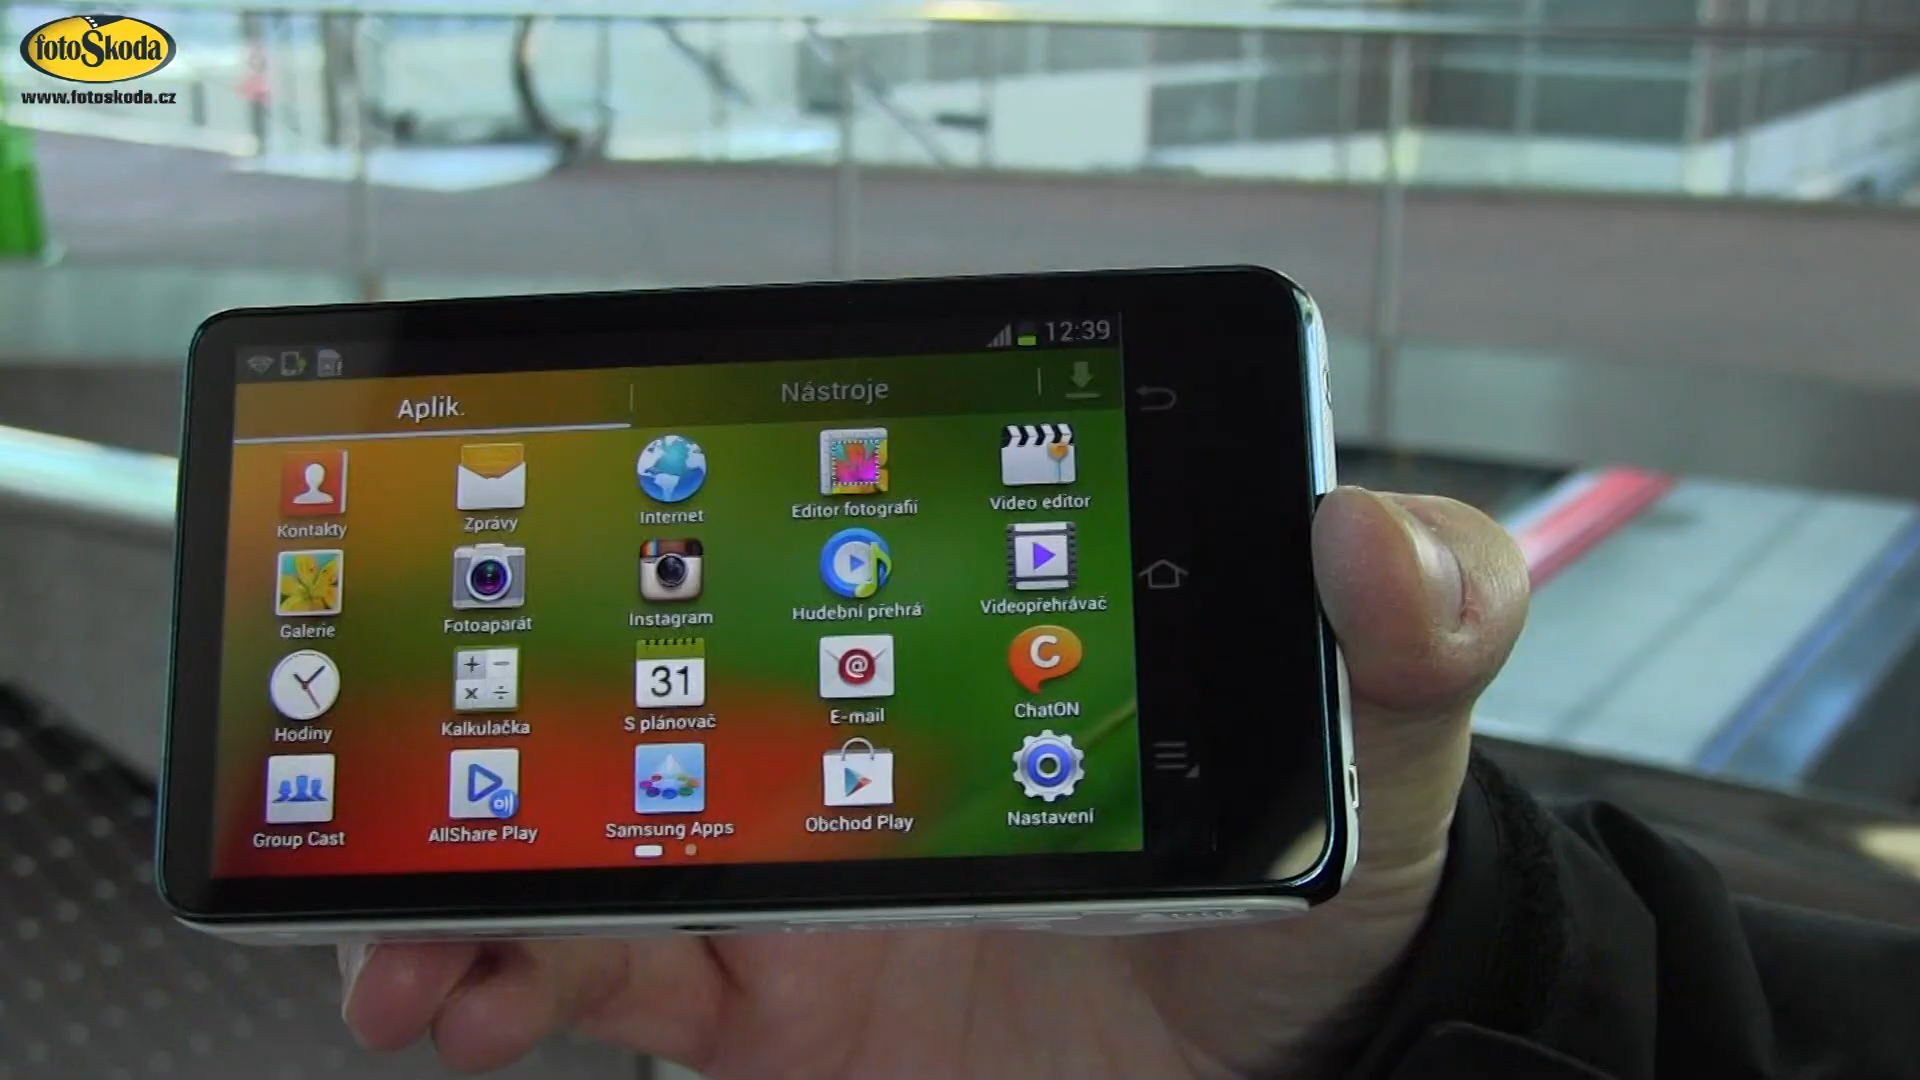 fotoŠkoda
www.fotoskoda.cz
12:39
Aplik.
Nástroje
Kontakty
Zprávy
Internet
Editor fotografií
Video editor
Galerie
Fotoaparát
Instagram
Hudební přehrá
Videopřehrávač
Hodiny
Kalkulačka
31
S plánovač
@
E-mail
C
ChatON
Group Cast
AllShare Play
Samsung Apps
Obchod Play
Nastavení